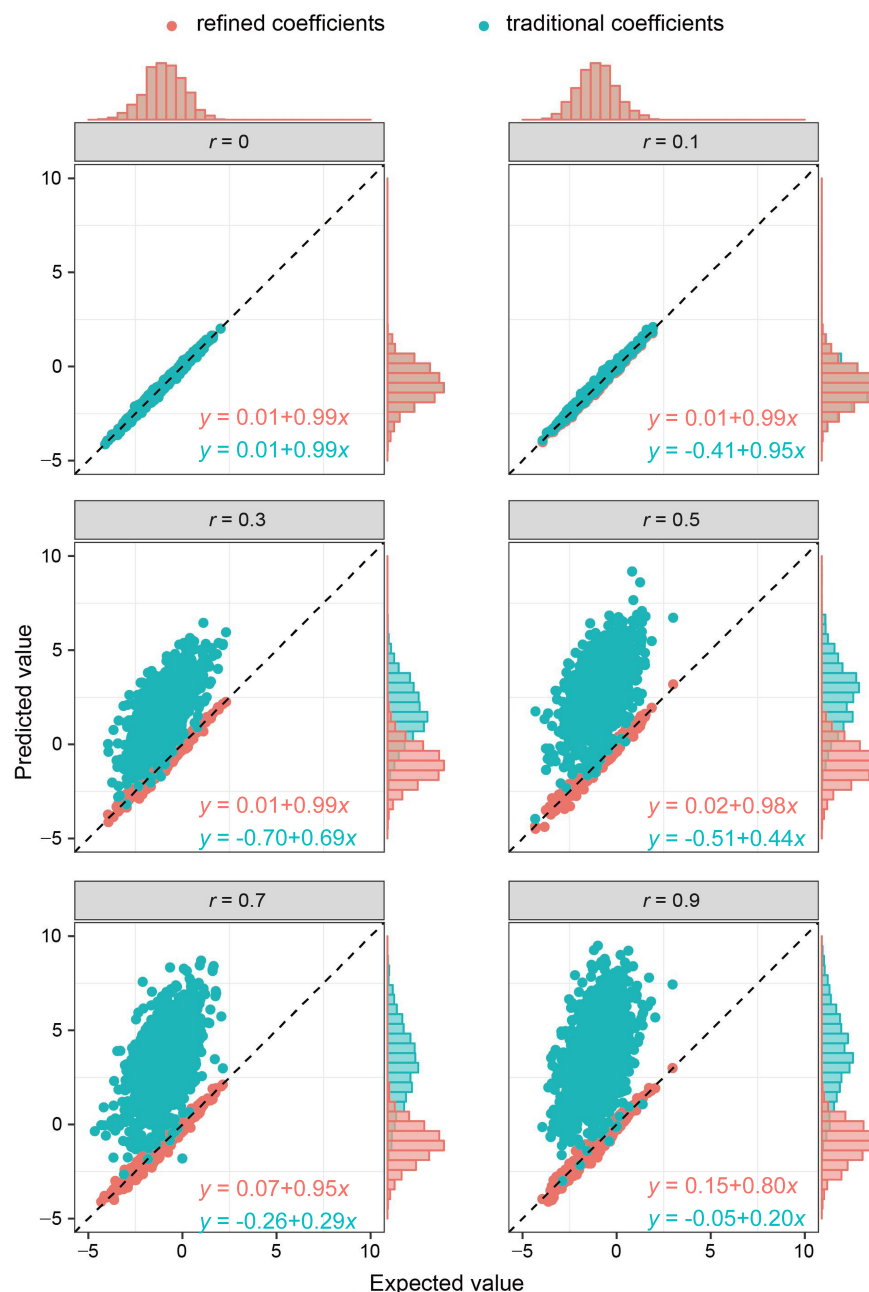 refined coefficients traditional coefficients
r = 0 r = 0.1
10
5
0
−5
y = 0.01+0.99x y = 0.01+0.99x
y = 0.01+0.99x y = -0.41+0.95x
r = 0.3 r = 0.5
10
5
0
−5
y = 0.01+0.99x y = 0.02+0.98x
y = -0.70+0.69x y = -0.51+0.44x
Predicted value
r = 0.7 r = 0.9
10
5
0
−5
y = 0.07+0.95x y = 0.15+0.80x
y = -0.26+0.29x y = -0.05+0.20x
−5 0 5 10 −5 0 5 10
Expected value